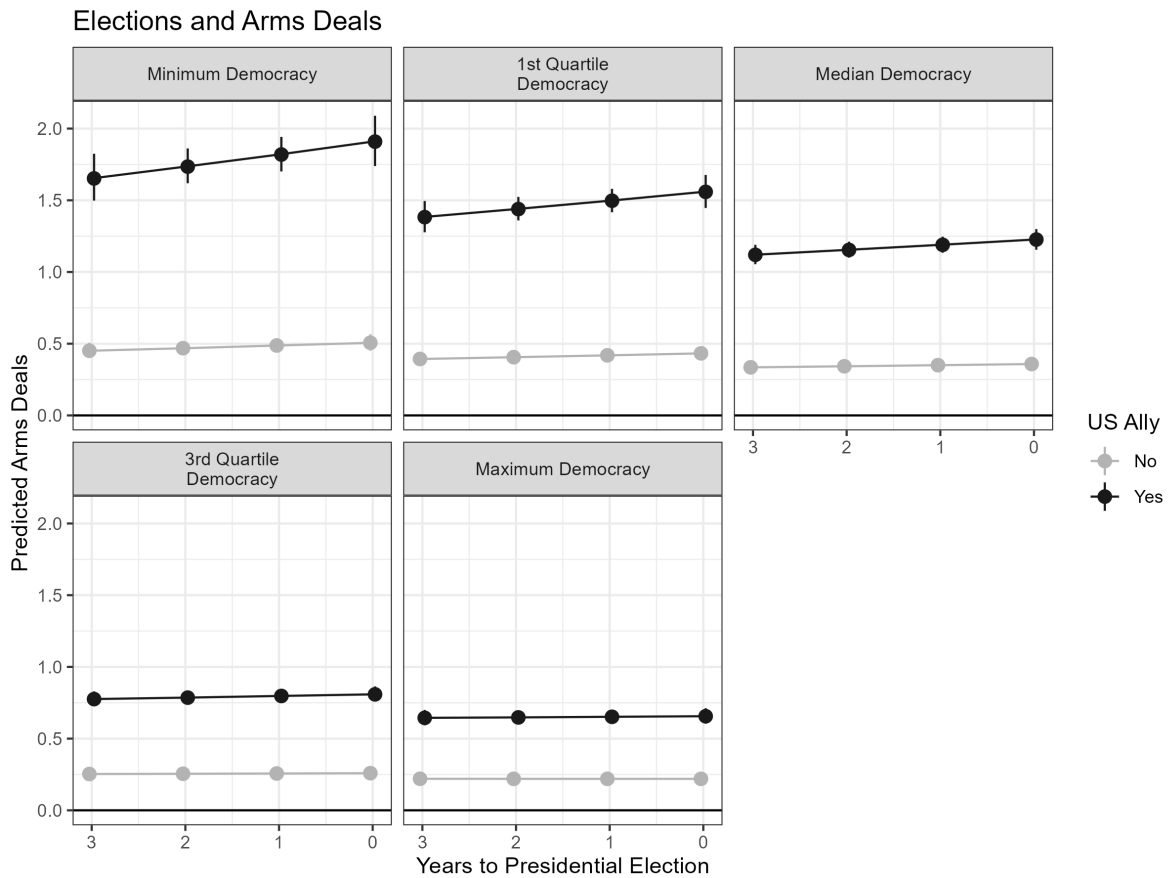 Elections and Arms Deals
Minimum Democracy
1st Quartile
Democracy
Median Democracy
2.0
1.5
1.0
0.5
0.0
3 2 1 0
3rd Quartile
Democracy
Maximum Democracy
2.0
1.5
1.0
0.5
0.0
3 2 1 0
3 2 1 0
Predicted Arms Deals
Years to Presidential Election
US Ally
No
Yes